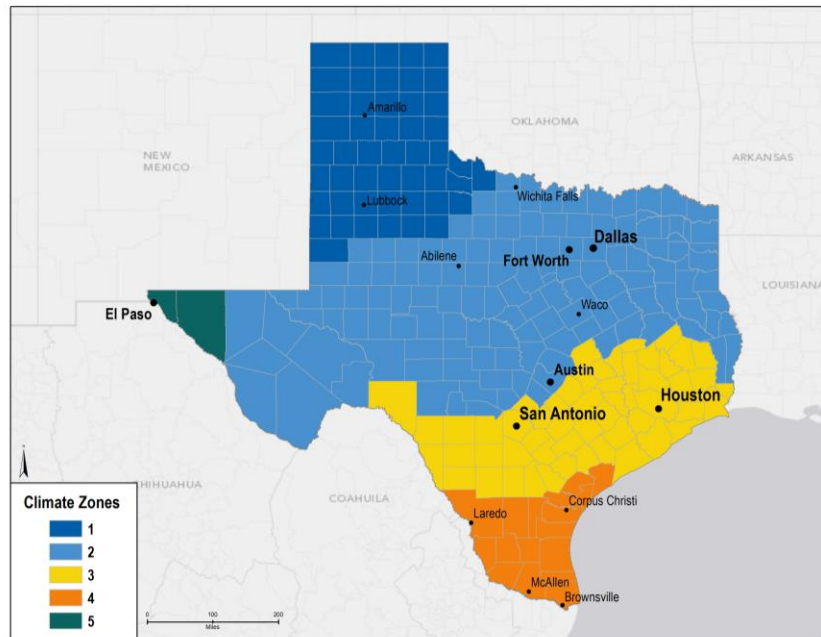 Amarillo
OKLAHOMA
NEW
MEXICO
ARKANSAS
Lubbock
Wichita Falls
Dallas
Fort Worth
Abilene
LOUISIANA
El Paso
Waco
Austin
Houston
San Antonio
HIHUAHUA
COAHUILA
Climate Zones
1
2
3
4
5
Laredo
Corpus Christi
McAllen
Brownsville
0 100 200
Miles